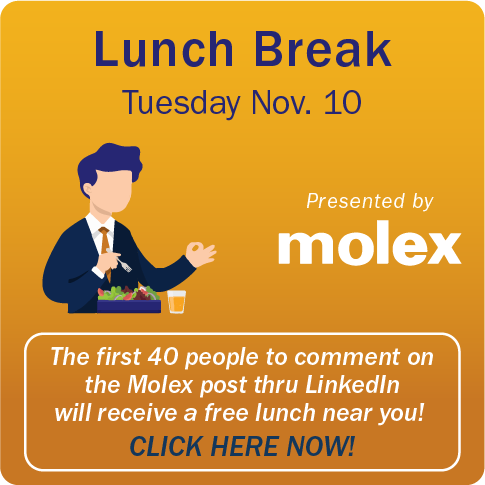 Lunch Break
Tuesday Nov. 10
Presented by
molex
The first 40 people to comment on
the Molex post thru LinkedIn
will receive a free lunch near you!
CLICK HERE NOW!